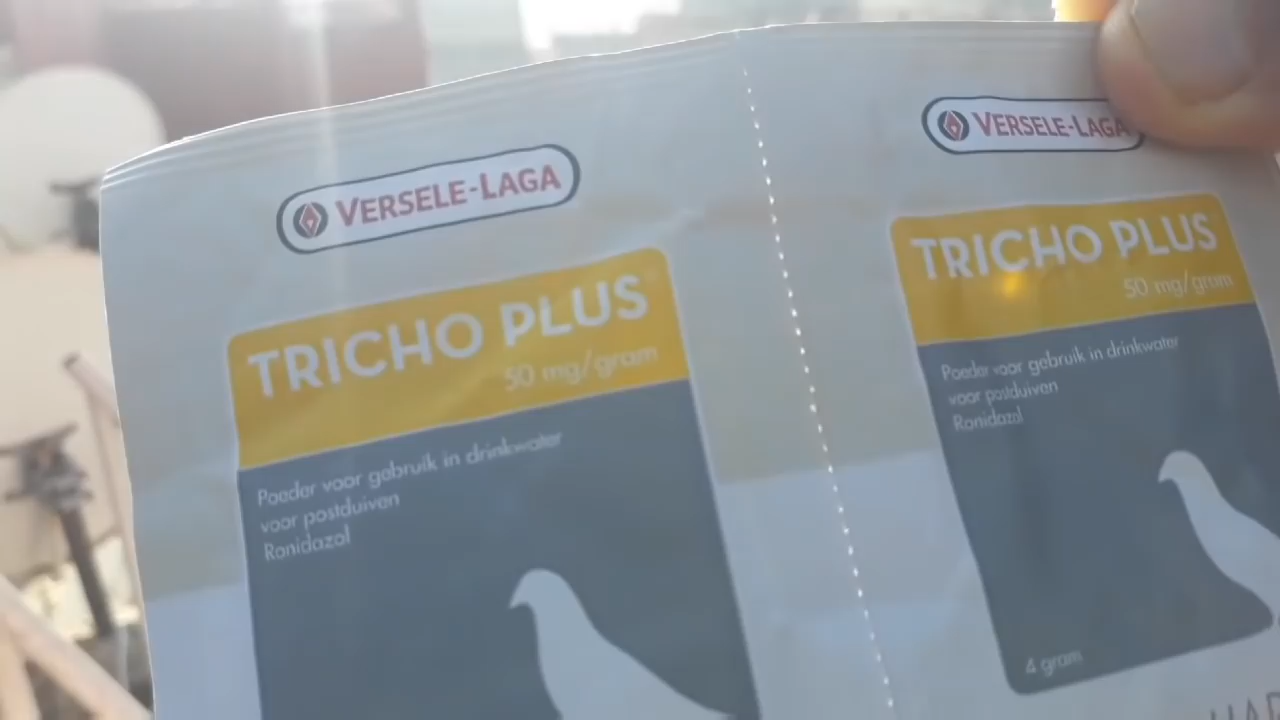 VERSELE-LAGA
TRICHO PLUS
50 mg/gram
Poeder voor gebruik in drinkwater
voor postduiven
Ronidazol
VERSELE-LAGA
TRICHO PLUS
50 mg/gram
Poeder voor gebruik in drinkwater
voor postduiven
Ronidazol
4 gram